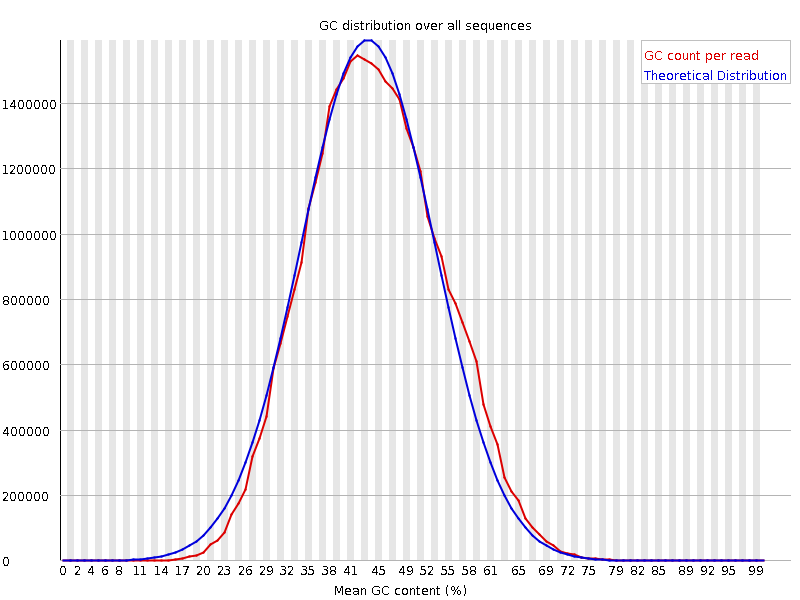 GC distribution over all sequences
GC count per read
Theoretical Distribution
1400000
1200000
1000000
800000
600000
400000
200000
0
0 2 4 6 8 11 14 17 20 23 26 29 32 35 38 41 45 49 52 55 58 61 65 69 72 75 79 82 85 89 92 95 99
Mean GC content (%)